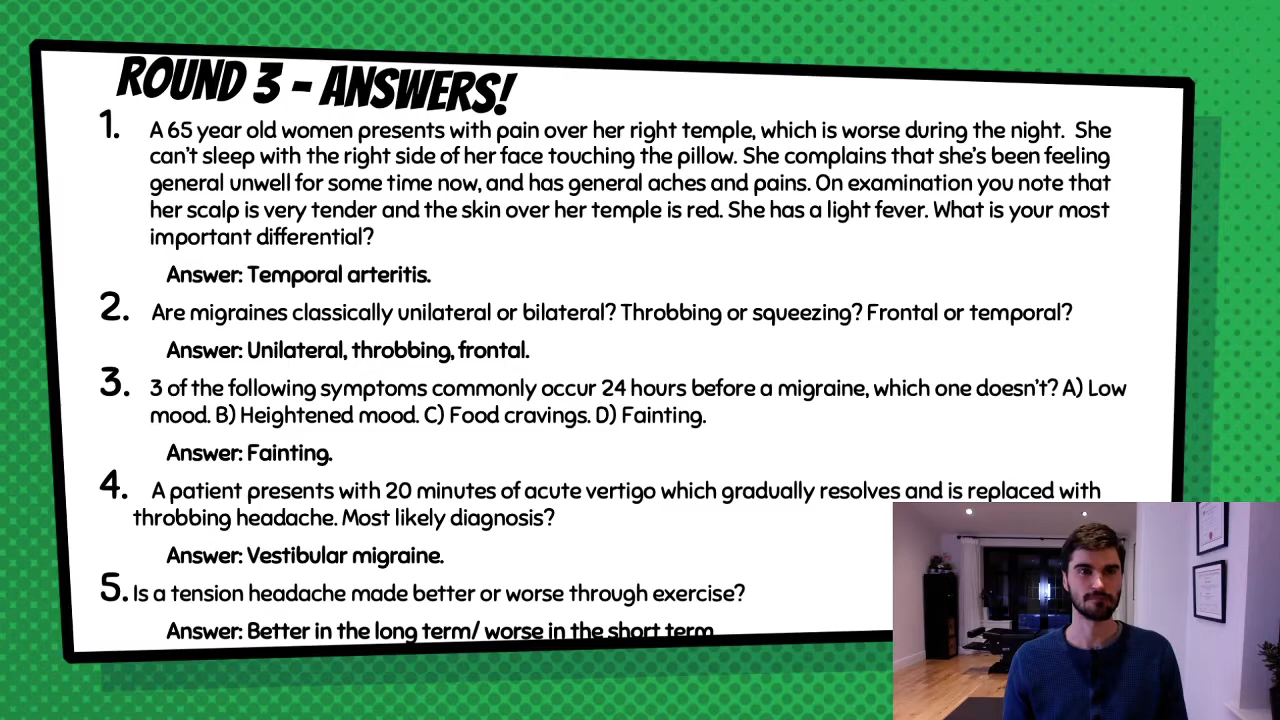 ROUND 3 - ANSWERS!
1. A 65 year old women presents with pain over her right temple, which is worse during the night. She
can't sleep with the right side of her face touching the pillow. She complains that she's been feeling
general unwell for some time now, and has general aches and pains. On examination you note that
her scalp is very tender and the skin over her temple is red. She has a light fever. What is your most
important differential?
Answer: Temporal arteritis.
2. Are migraines classically unilateral or bilateral? Throbbing or squeezing? Frontal or temporal?
Answer: Unilateral, throbbing, frontal.
3. 3 of the following symptoms commonly occur 24 hours before a migraine, which one doesn't? A) Low
mood. B) Heightened mood. C) Food cravings. D) Fainting.
Answer: Fainting.
4. A patient presents with 20 minutes of acute vertigo which gradually resolves and is replaced with
throbbing headache. Most likely diagnosis?
Answer: Vestibular migraine.
5. Is a tension headache made better or worse through exercise?
Answer: Better in the long term/ worse in the short term